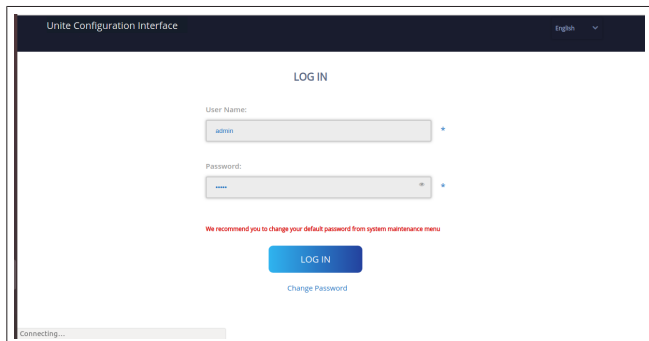 Unite Configuration Interface
English
LOG IN
User Name:
admin
*
Password:
•••••
*
We recommend you to change your default password from system maintenance menu
LOG IN
Change Password
Connecting...